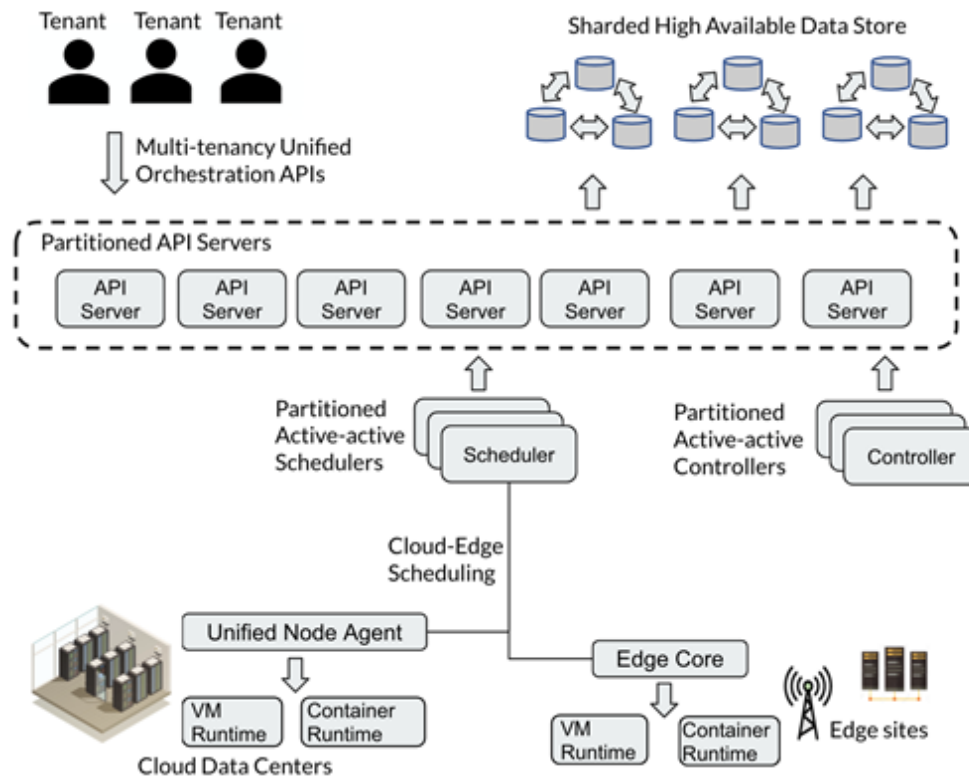 Tenant Tenant Tenant
Sharded High Available Data Store
Multi-tenancy Unified
Orchestration APIs
Partitioned API Servers
API
Server
API
Server
API
Server
API
Server
API
Server
API
Server
API
Server
Partitioned
Active-active
Schedulers
Scheduler
Partitioned
Active-active
Controllers
Controller
Cloud-Edge
Scheduling
Unified Node Agent
Edge Core
VM
Runtime
Container
Runtime
Cloud Data Centers
VM
Runtime
Container
Runtime
Edge sites